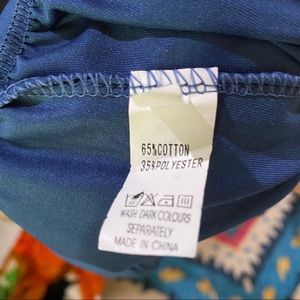 65%COTTON
35%POLYESTER
WASH DARK COLOURS
SEPARATELY
MADE IN CHINA